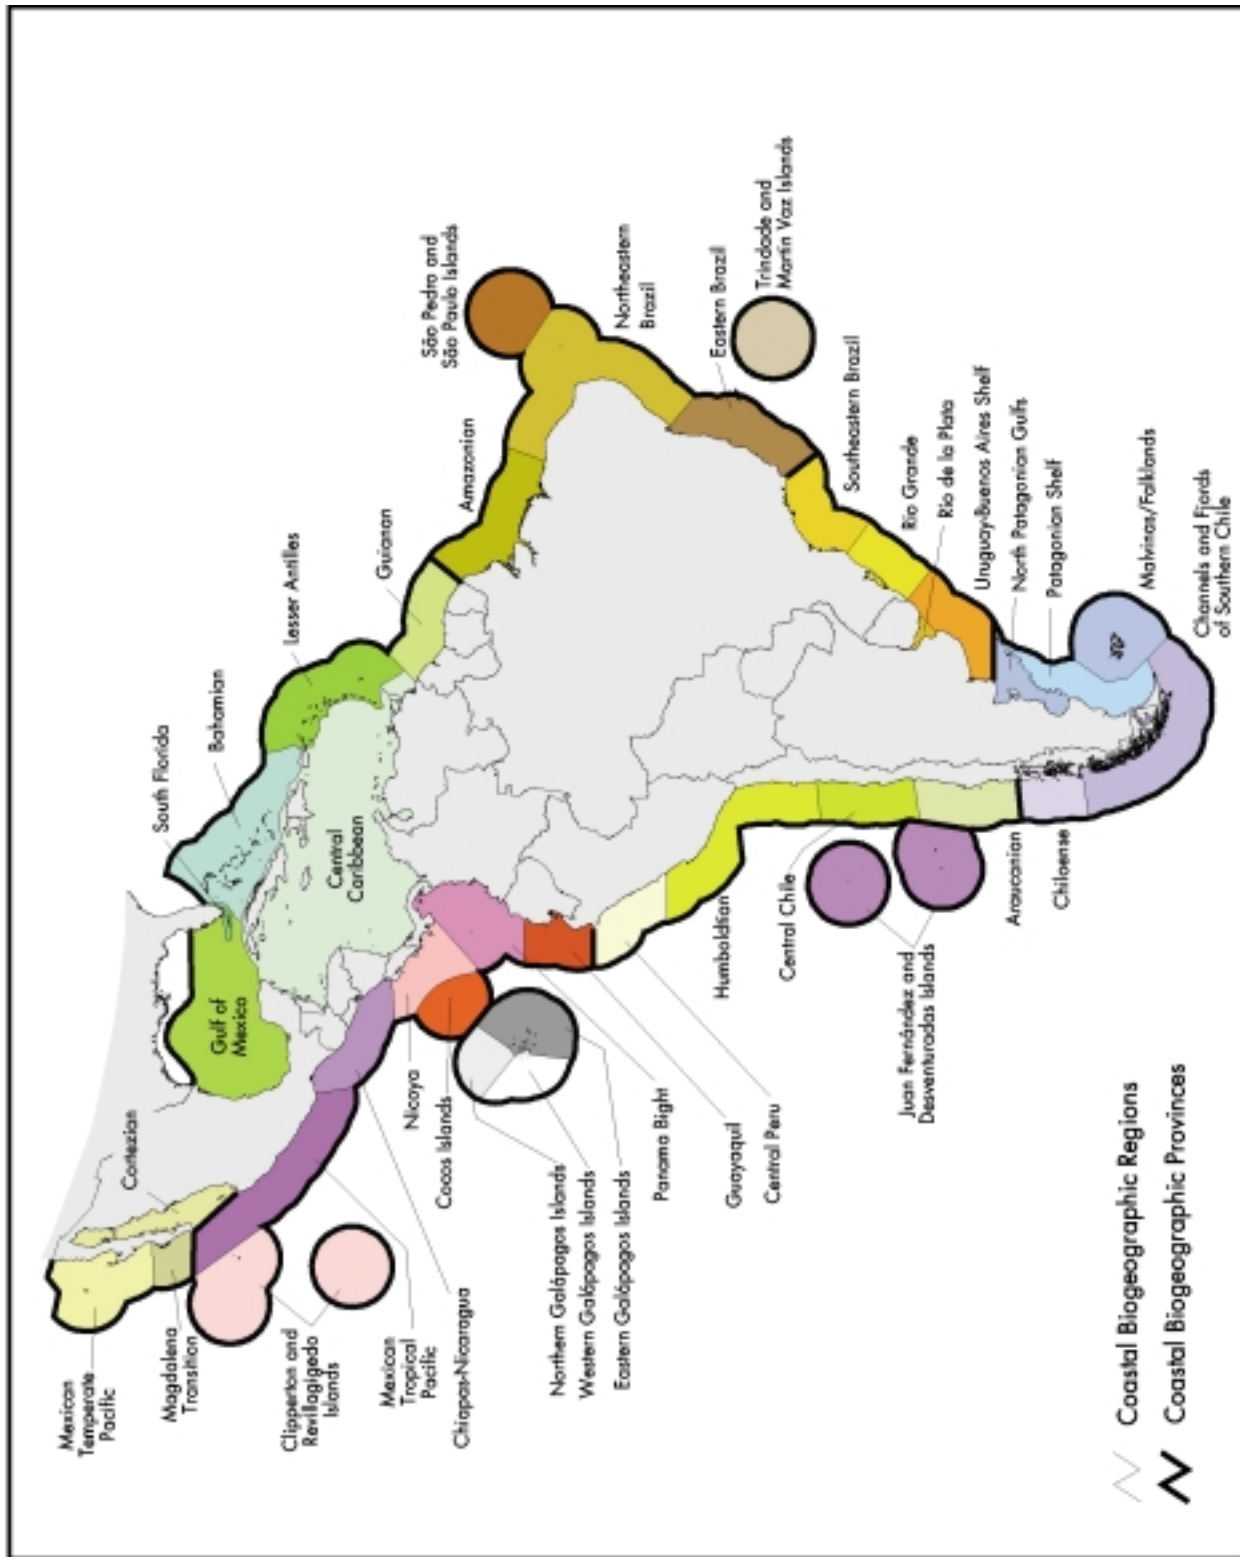 South Florida
Bahamian
Lesser Antilles
Guianan
Amazonian
São Pedro and
São Paulo Islands
Northeastern
Brazil
Eastern Brazil
Trindade and
Martin Vaz Islands
Southeastern Brazil
Rio Grande
Rio de la Plata
Uruguay-Buenos Aires Shelf
North Patagonian Gulfs
Patagonian Shelf
Malvinas/Falklands
Channels and Fjords
of Southern Chile
Gulf of
Mexico
Central
Caribbean
Cortezian
Mexican
Temperate
Pacific
Magdalena
Transition
Clipperton and
Revillagigedo
Islands
Mexican
Tropical
Pacific
Chiapas-Nicaragua
Nicoya
Cocos Islands
Northern Galápagos Islands
Western Galápagos Islands
Eastern Galápagos Islands
Panama Bight
Guayaquil
Central Peru
Humboldtian
Central Chile
Juan Fernández and
Desventuradas Islands
Araucanian
Chiloense
Coastal Biogeographic Regions
Coastal Biogeographic Provinces